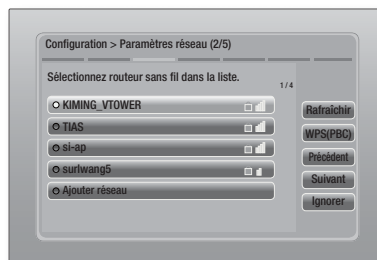 Configuration > Paramètres réseau (2/5)
Sélectionnez routeur sans fil dans la liste.
1/4
KIMING_VTOWER
TIAS
si-ap
surlwang5
Ajouter réseau
Rafraîchir
WPS(PBC)
Précédent
Suivant
Ignorer